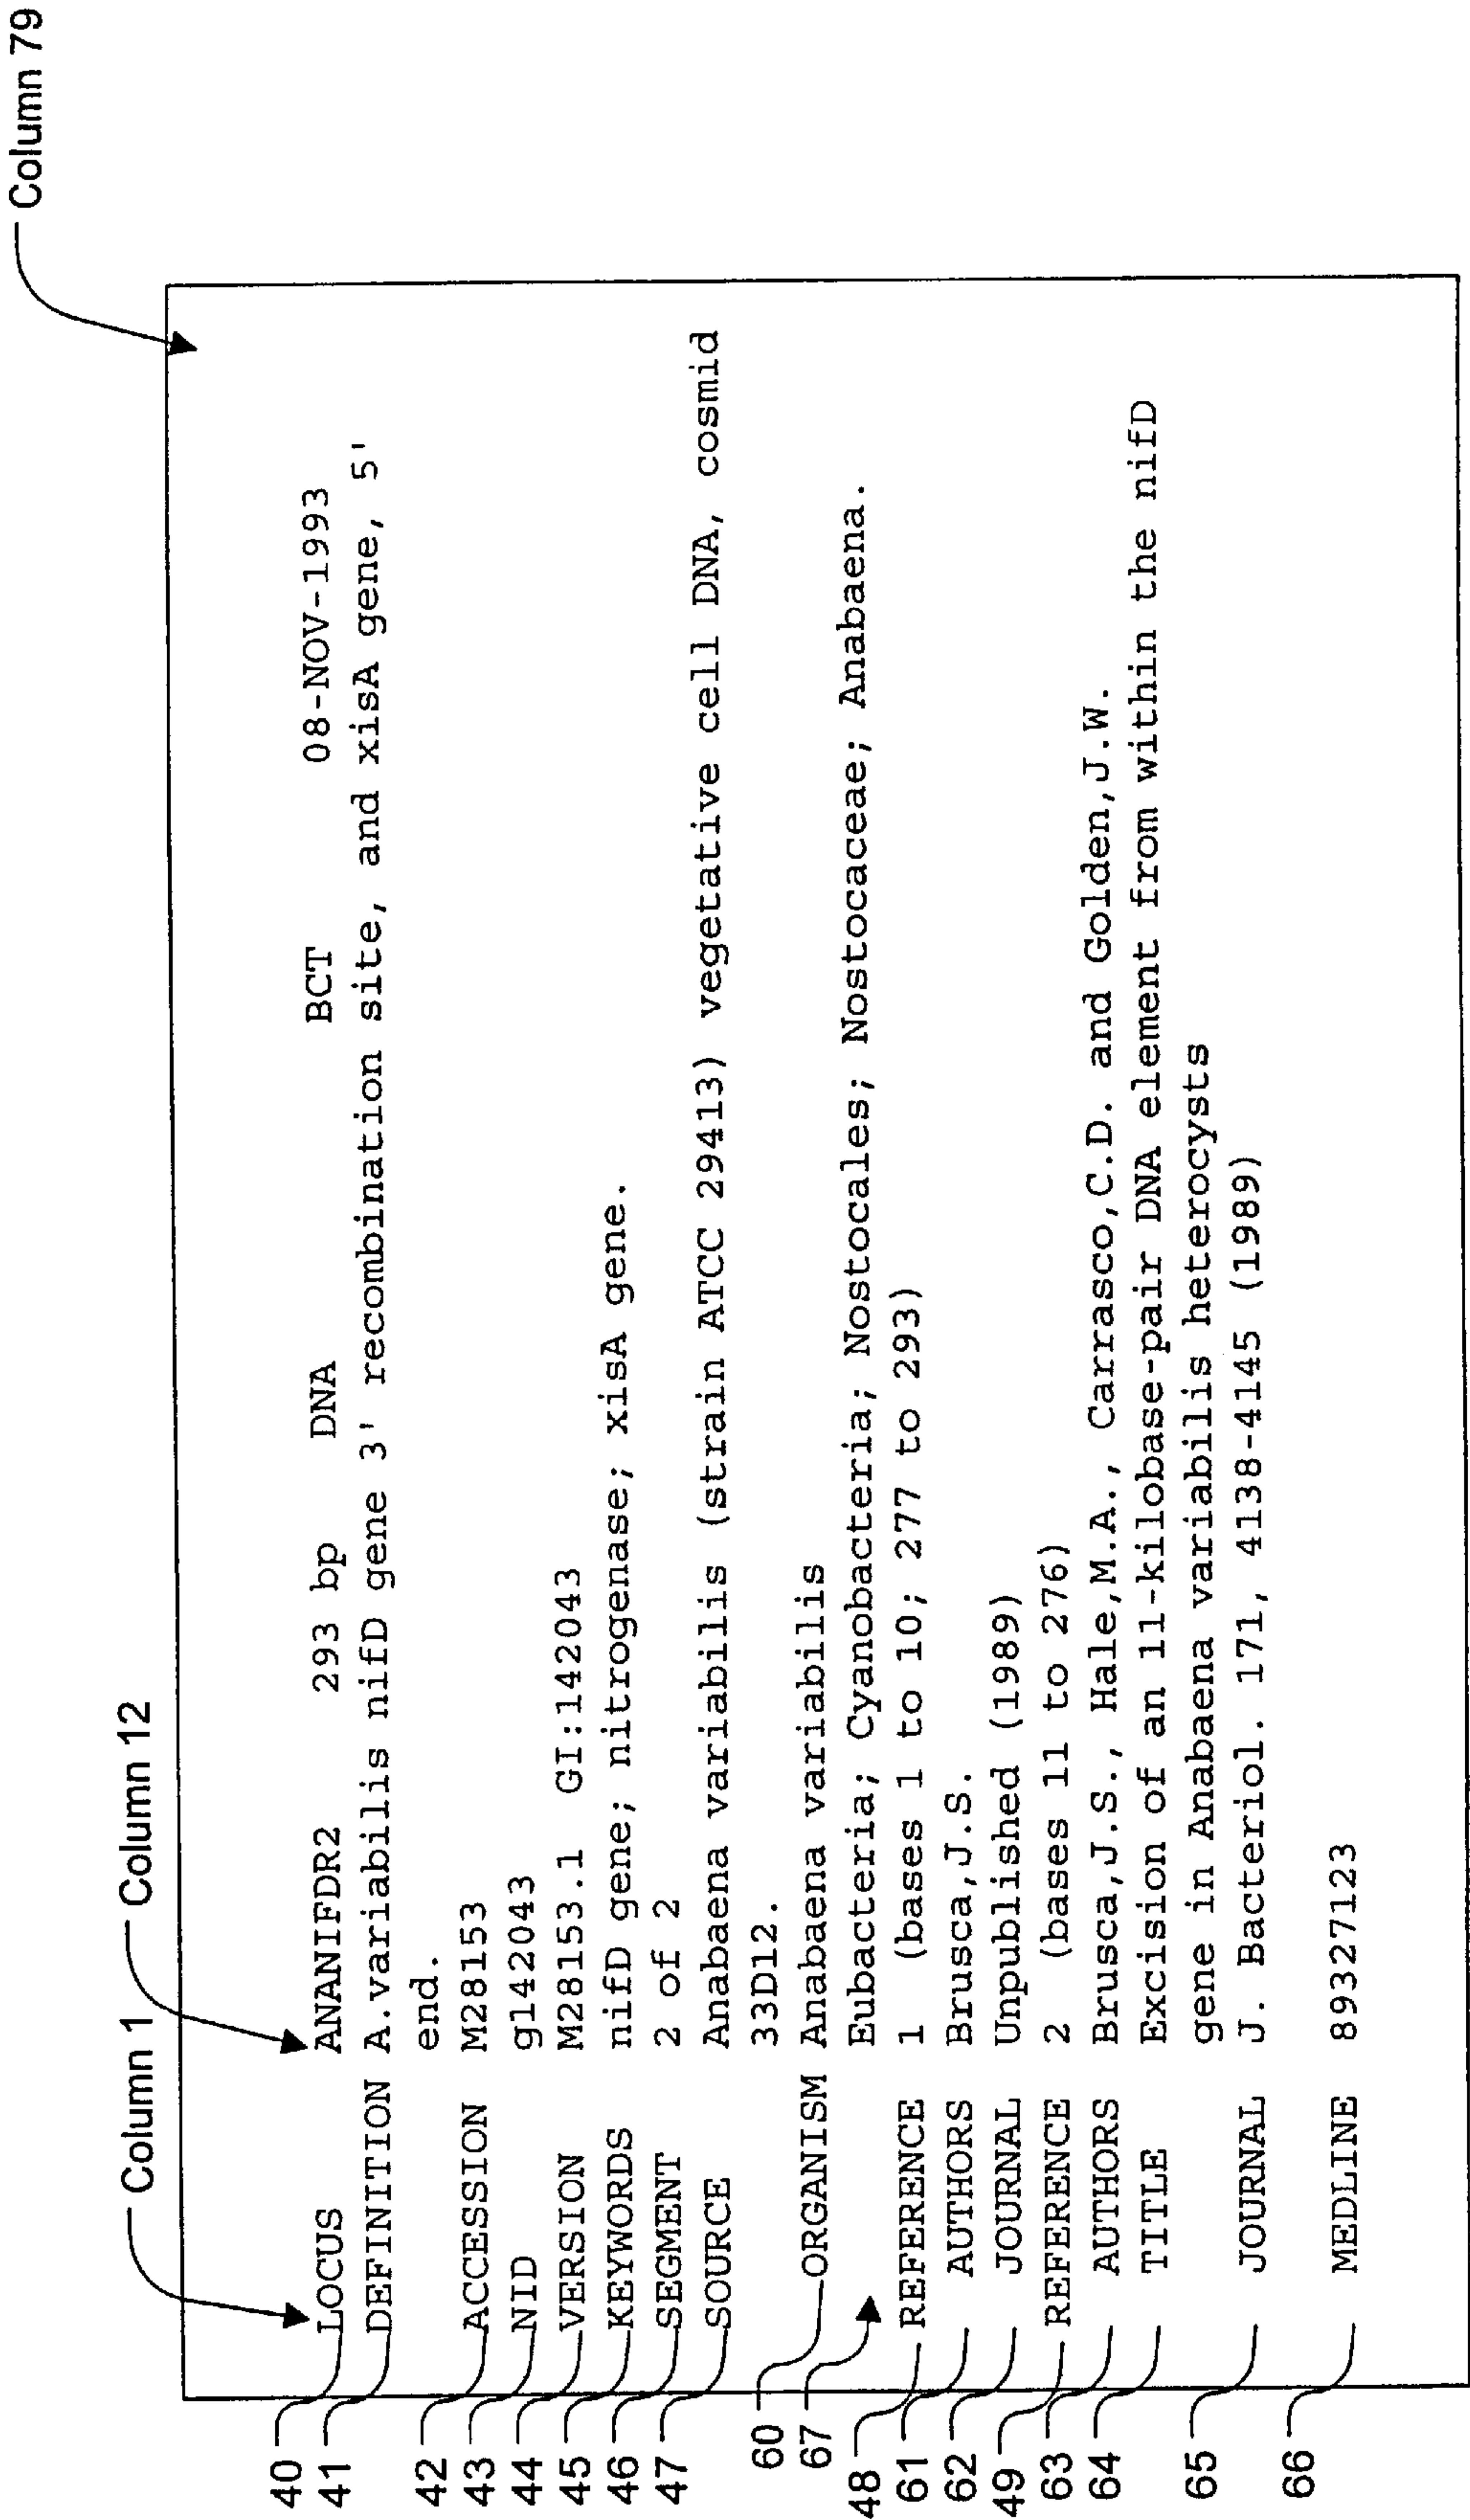 Column 1
Column 12
Column 79
40 LOCUS ANANIFDR2 293 bp DNA BCT 08-NOV-1993
41 DEFINITION A.variabilis nifD gene 3' recombination site, and xisA gene, 5'
end.
42 ACCESSION M28153
43 NID g142043
44 VERSION M28153.1 GI:142043
45 KEYWORDS nifD gene; nitrogenase; xisA gene.
46 SEGMENT 2 of 2
47 SOURCE Anabaena variabilis (strain ATCC 29413) vegetative cell DNA, cosmid
33D12.
60 ORGANISM Anabaena variabilis
67 Eubacteria; Cyanobacteria; Nostocales; Nostocaceae; Anabaena.
48 REFERENCE 1 (bases 1 to 10; 277 to 293)
61 AUTHORS Brusca,J.S.
62 JOURNAL Unpublished (1989)
49 REFERENCE 2 (bases 11 to 276)
63 AUTHORS Brusca,J.S., Hale,M.A., Carrasco,C.D. and Golden,J.W.
64 TITLE Excision of an 11-kilobase-pair DNA element from within the nifD
gene in Anabaena variabilis heterocysts
65 JOURNAL J. Bacteriol. 171, 4138-4145 (1989)
66 MEDLINE 89327123